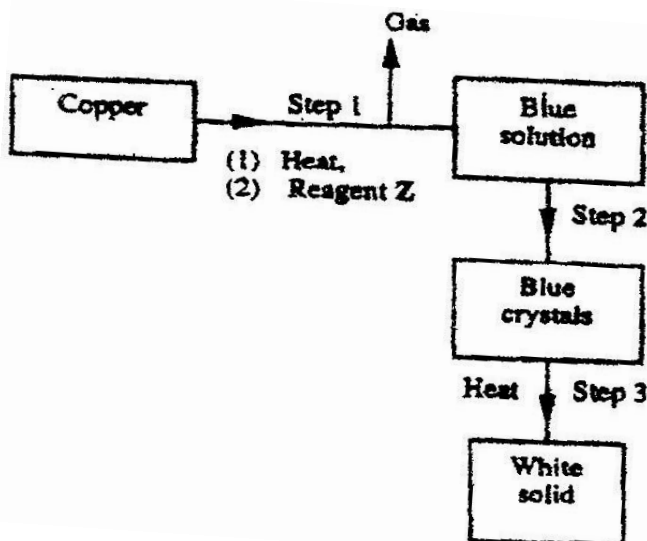 Gas
Copper
Step 1
Blue
solution
(1) Heat,
(2) Reagent Z
Step 2
Blue
crystals
Heat Step 3
White
solid